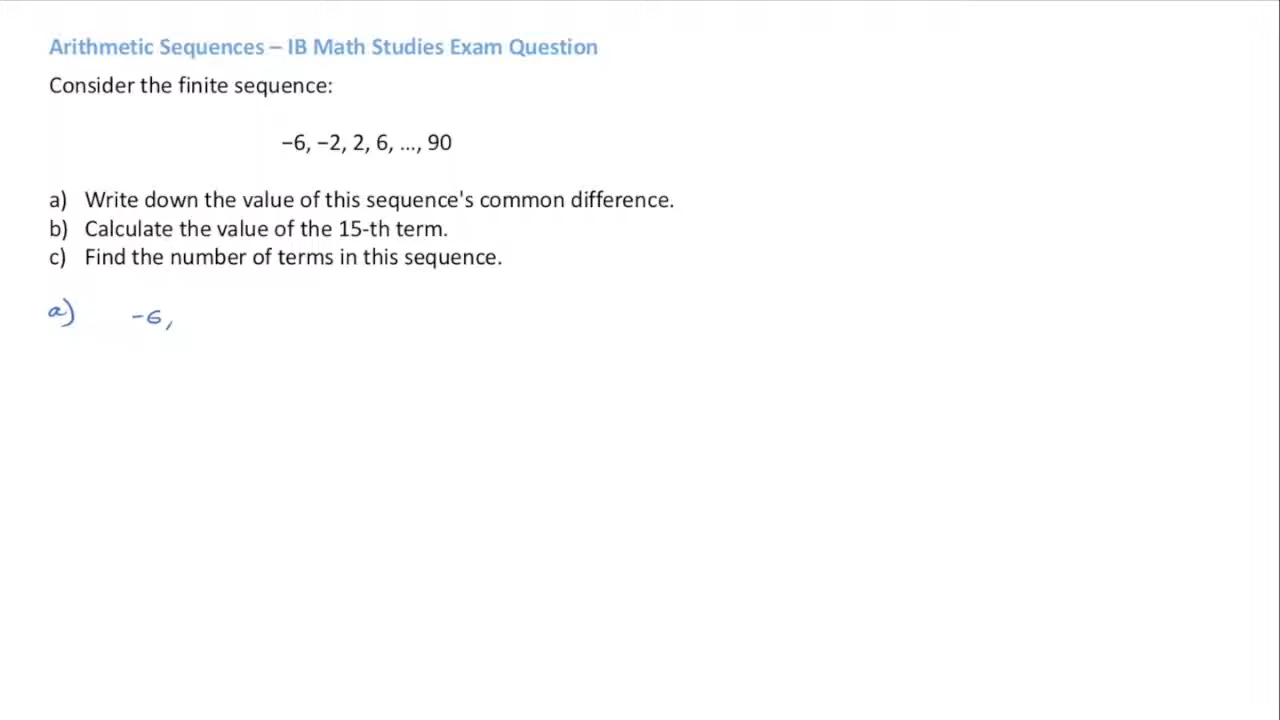 Arithmetic Sequences – IB Math Studies Exam Question
Consider the finite sequence:
−6, −2, 2, 6, ..., 90
a) Write down the value of this sequence's common difference.
b) Calculate the value of the 15-th term.
c) Find the number of terms in this sequence.
a) -6,